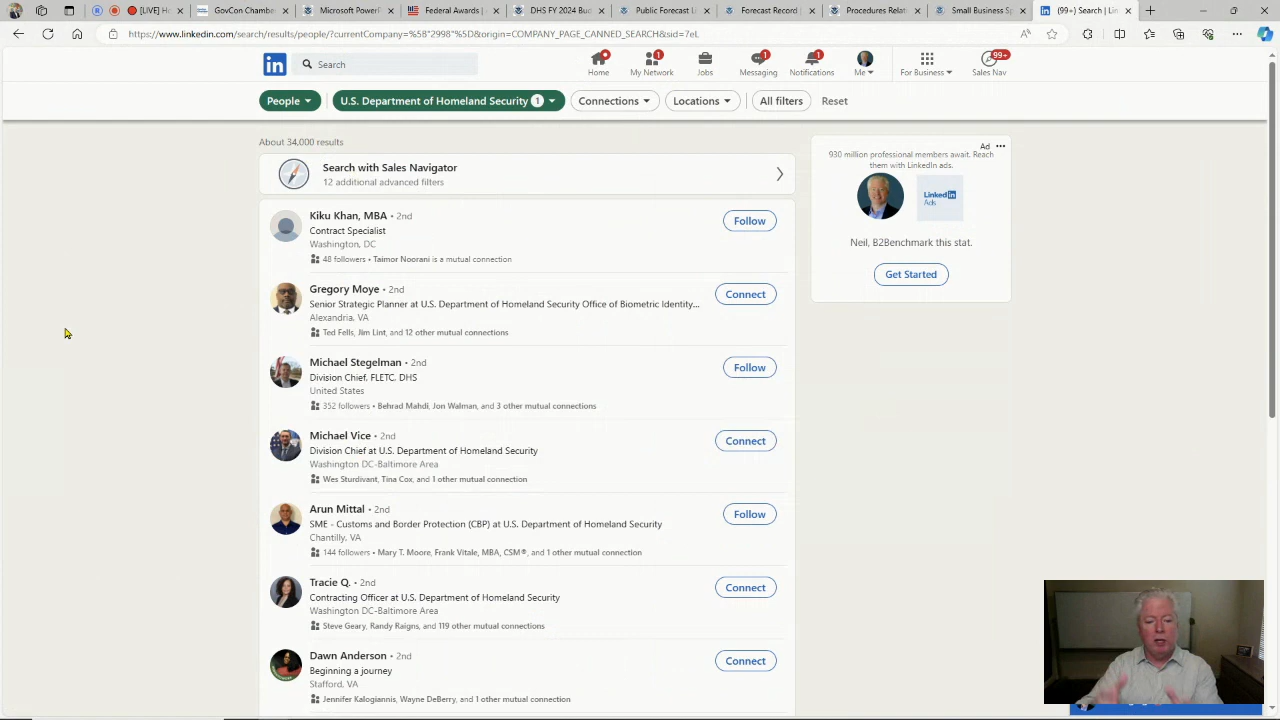 [LIVE] Ho
GovCon Chamb
People | U.S.
Federal Awards | T
DHS FY 2024 Bu
Public Forecast Li
Forecast Record
Procedures Relate
Small Business S
(99+) Search | Lin
https://www.linkedin.com/search/results/people/?currentCompany=%5B"2998"%5D&origin=COMPANY_PAGE_CANNED_SEARCH&sid=7eL
in Search
Home
1 My Network
Jobs
1 Messaging
1 Notifications
Me
For Business
99+ Sales Nav
People
U.S. Department of Homeland Security 1
Connections
Locations
All filters
Reset
About 34,000 results
Search with Sales Navigator
12 additional advanced filters
Kiku Khan, MBA • 2nd
Contract Specialist
Washington, DC
48 followers • Taimor Noorani is a mutual connection
Follow
Gregory Moye • 2nd
Senior Strategic Planner at U.S. Department of Homeland Security Office of Biometric Identity...
Alexandria, VA
Ted Fells, Jim Lint, and 12 other mutual connections
Connect
Michael Stegelman • 2nd
Division Chief, FLETC, DHS
United States
352 followers • Behrad Mahdi, Jon Walman, and 3 other mutual connections
Follow
Michael Vice • 2nd
Division Chief at U.S. Department of Homeland Security
Washington DC-Baltimore Area
Wes Sturdivant, Tina Cox, and 1 other mutual connection
Connect
Arun Mittal • 2nd
SME - Customs and Border Protection (CBP) at U.S. Department of Homeland Security
Chantilly, VA
144 followers • Mary T. Moore, Frank Vitale, MBA, CSM®, and 1 other mutual connection
Follow
Tracie Q. • 2nd
Contracting Officer at U.S. Department of Homeland Security
Washington DC-Baltimore Area
Steve Geary, Randy Raigns, and 119 other mutual connections
Connect
Dawn Anderson • 2nd
Beginning a journey
Stafford, VA
Jennifer Kalogiannis, Wayne DeBerry, and 1 other mutual connection
Connect
Ad •••
930 million professional members await. Reach
them with LinkedIn ads.
Linked in
Ads
Neil, B2Benchmark this stat.
Get Started